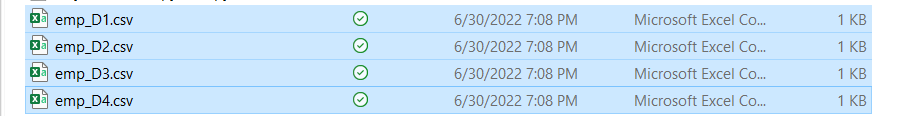 emp_D1.csv 6/30/2022 7:08 PM Microsoft Excel Co... 1 KB
emp_D2.csv 6/30/2022 7:08 PM Microsoft Excel Co... 1 KB
emp_D3.csv 6/30/2022 7:08 PM Microsoft Excel Co... 1 KB
emp_D4.csv 6/30/2022 7:08 PM Microsoft Excel Co... 1 KB